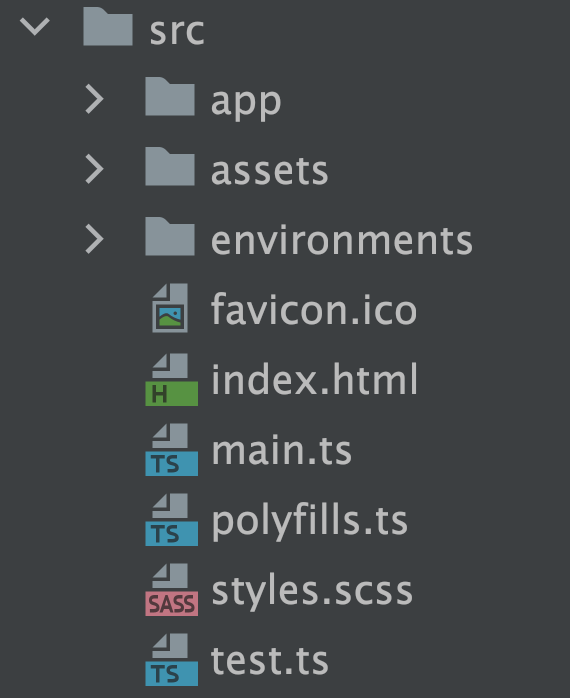 src
app
assets
environments
favicon.ico
H index.html
TS main.ts
TS polyfills.ts
SASS styles.scss
TS test.ts